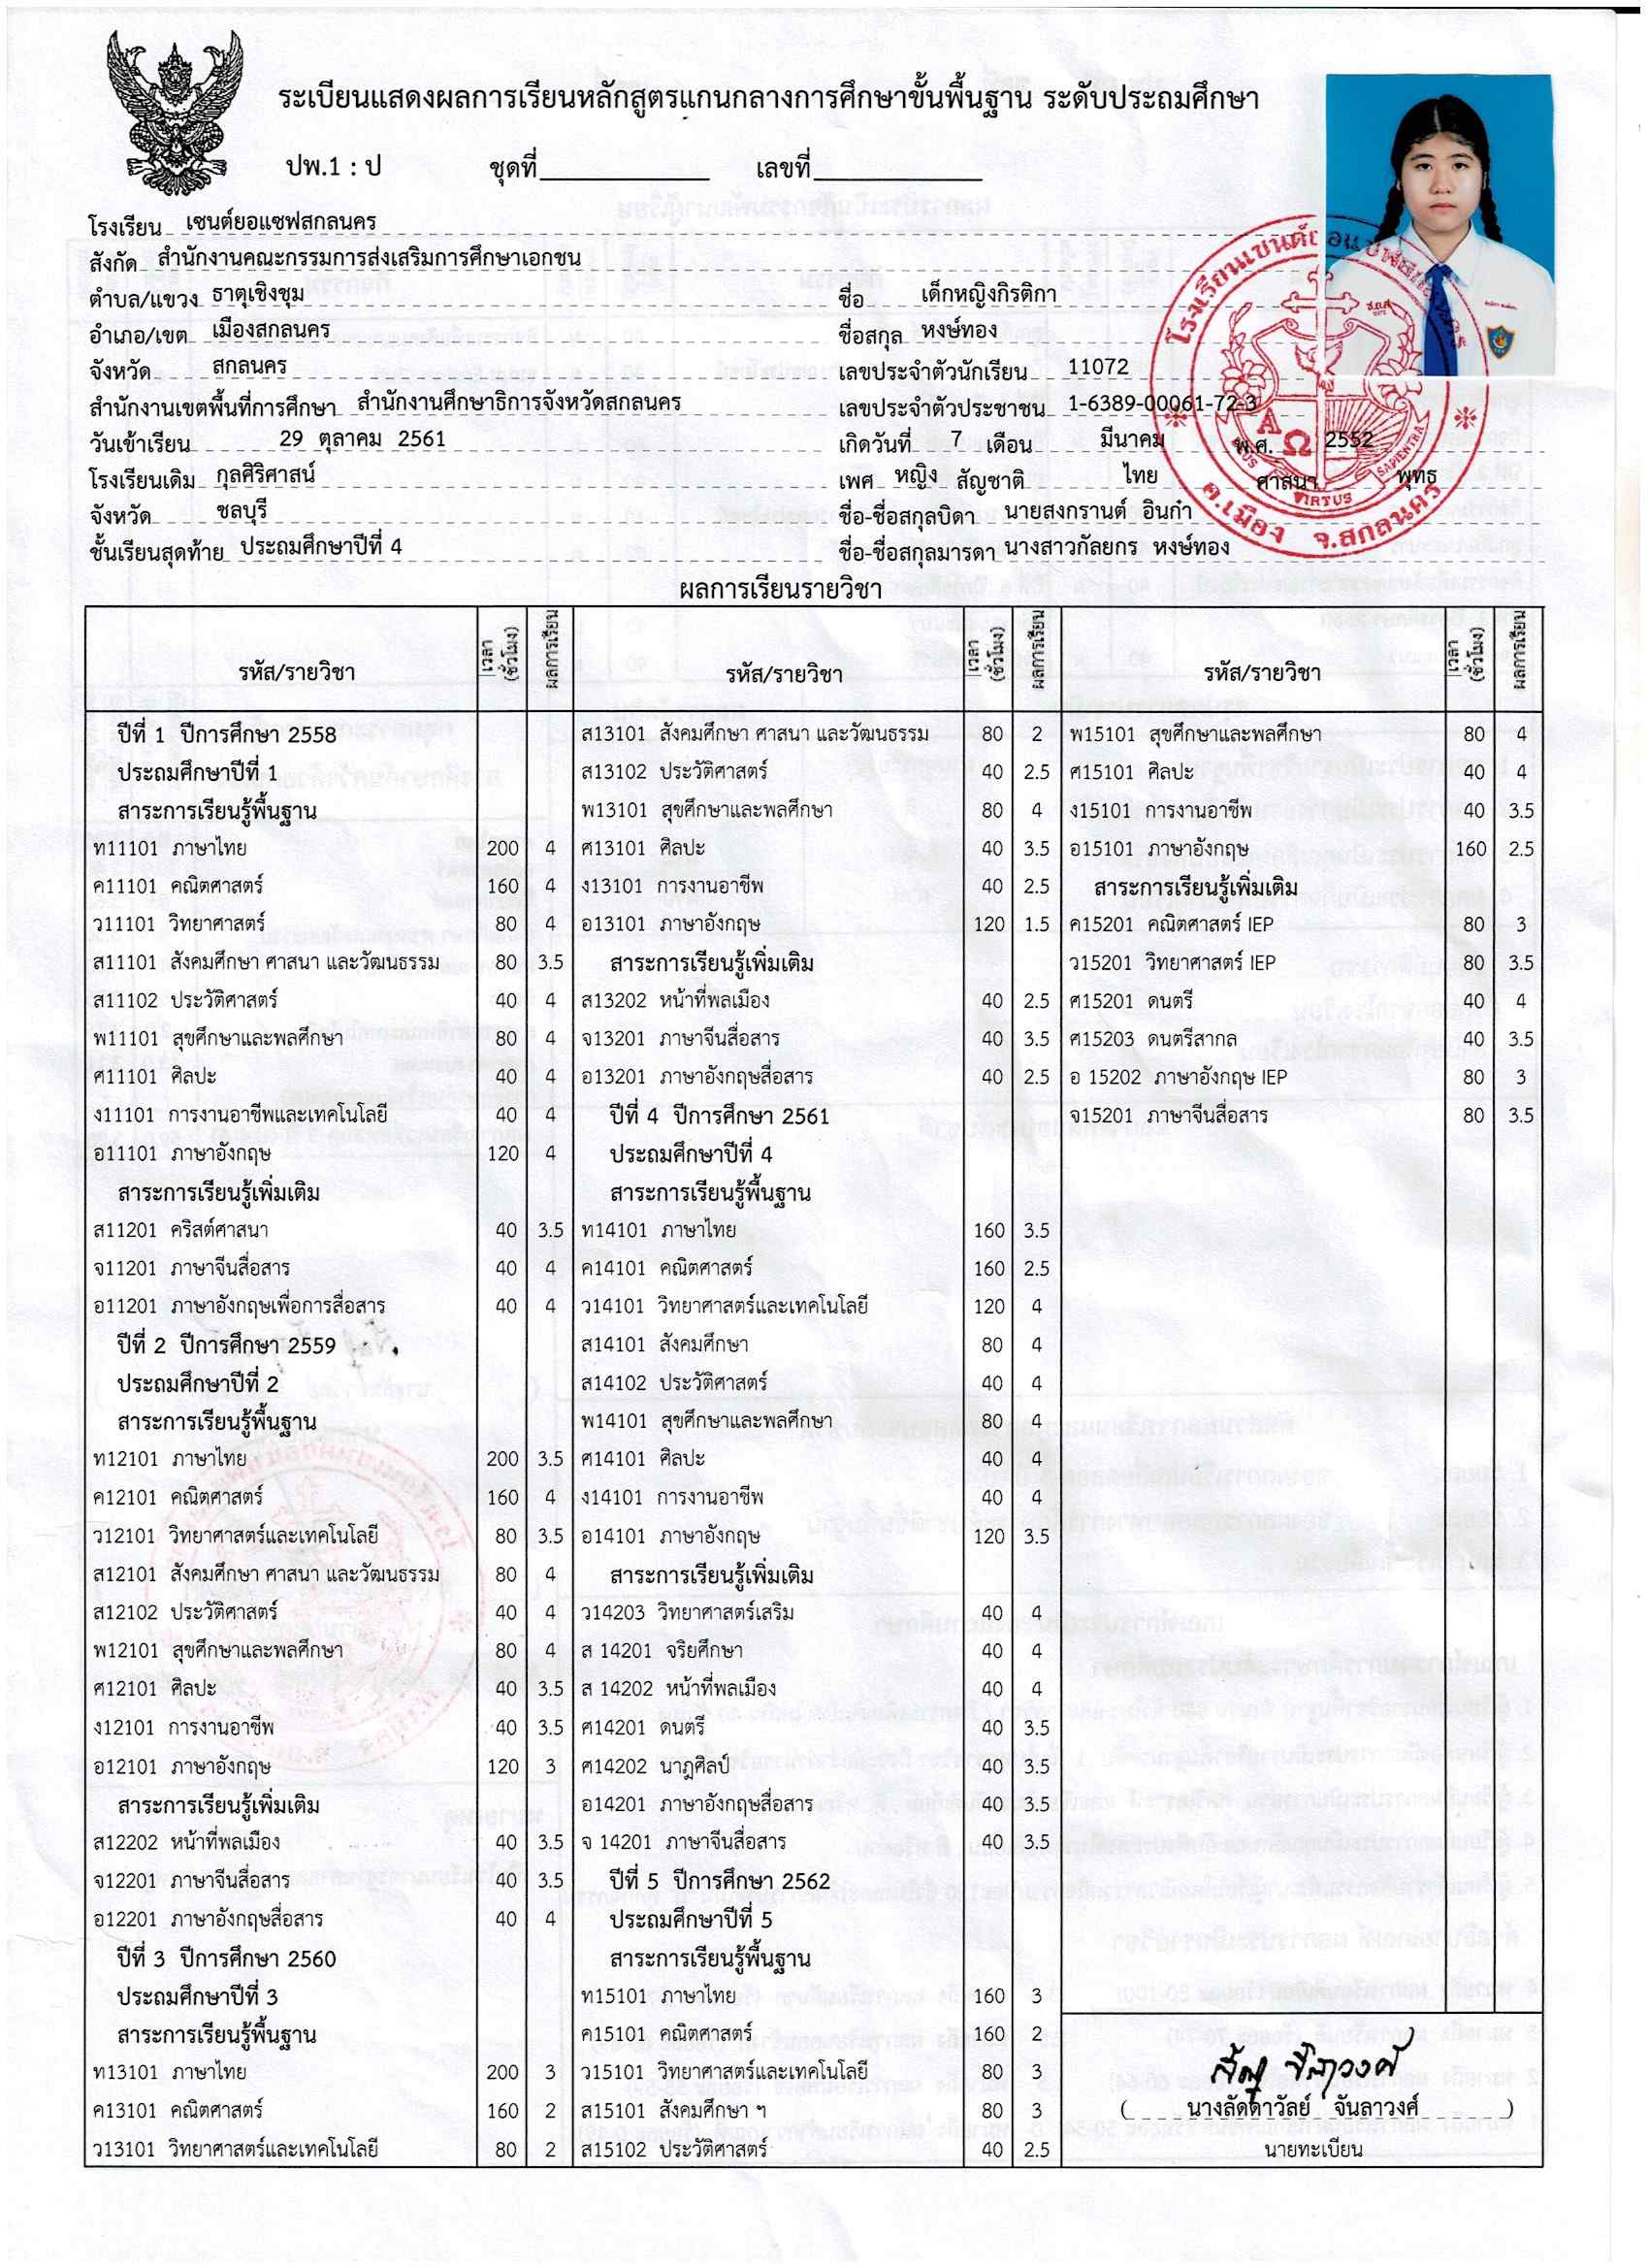 ระเบียนแสดงผลการเรียนหลักสูตรแกนกลางการศึกษาขั้นพื้นฐาน ระดับประถมศึกษา
ปพ.1 : ป ชุดที่ เลขที่
โรงเรียน เซนต์ยอแซฟสกลนคร
สังกัด สำนักงานคณะกรรมการส่งเสริมการศึกษาเอกชน
ตำบล/แขวง ธาตุเชิงชุม
อำเภอ/เขต เมืองสกลนคร
จังหวัด สกลนคร
สำนักงานเขตพื้นที่การศึกษา สำนักงานศึกษาธิการจังหวัดสกลนคร
วันเข้าเรียน 29 ตุลาคม 2561
โรงเรียนเดิม กุลศิริศาสน์
จังหวัด ชลบุรี
ชั้นเรียนสุดท้าย ประถมศึกษาปีที่ 4
ชื่อ เด็กหญิงกิรติกา
ชื่อสกุล หงษ์ทอง
เลขประจำตัวนักเรียน 11072
เลขประจำตัวประชาชน 1-6389-00061-72-3
เกิดวันที่ 7 เดือน มีนาคม พ.ศ. 2552
เพศ หญิง สัญชาติ ไทย ศาสนา พุทธ
ชื่อ-ชื่อสกุลบิดา นายสงกรานต์ อินกำ
ชื่อ-ชื่อสกุลมารดา นางสาวกัลยกร หงษ์ทอง
VIRTUS
SAPIENTIA
Α Ω
อ.เมือง จ.สกลนคร
ผลการเรียนรายวิชา
รหัส/รายวิชา เวลา (ชั่วโมง) ผลการเรียน
ปีที่ 1 ปีการศึกษา 2558
ประถมศึกษาปีที่ 1
สาระการเรียนรู้พื้นฐาน
ท11101 ภาษาไทย 200 4
ค11101 คณิตศาสตร์ 160 4
ว11101 วิทยาศาสตร์ 80 4
ส11101 สังคมศึกษา ศาสนา และวัฒนธรรม 80 3.5
ส11102 ประวัติศาสตร์ 40 4
พ11101 สุขศึกษาและพลศึกษา 80 4
ศ11101 ศิลปะ 40 4
ง11101 การงานอาชีพและเทคโนโลยี 40 4
อ11101 ภาษาอังกฤษ 120 4
สาระการเรียนรู้เพิ่มเติม
ส11201 คริสต์ศาสนา 40 3.5
จ11201 ภาษาจีนสื่อสาร 40 4
อ11201 ภาษาอังกฤษเพื่อการสื่อสาร 40 4
ปีที่ 2 ปีการศึกษา 2559
ประถมศึกษาปีที่ 2
สาระการเรียนรู้พื้นฐาน
ท12101 ภาษาไทย 200 3.5
ค12101 คณิตศาสตร์ 160 4
ว12101 วิทยาศาสตร์และเทคโนโลยี 80 3.5
ส12101 สังคมศึกษา ศาสนา และวัฒนธรรม 80 4
ส12102 ประวัติศาสตร์ 40 4
พ12101 สุขศึกษาและพลศึกษา 80 4
ศ12101 ศิลปะ 40 3.5
ง12101 การงานอาชีพ 40 3.5
อ12101 ภาษาอังกฤษ 120 3
สาระการเรียนรู้เพิ่มเติม
ส12202 หน้าที่พลเมือง 40 3.5
จ12201 ภาษาจีนสื่อสาร 40 3.5
อ12201 ภาษาอังกฤษสื่อสาร 40 4
ปีที่ 3 ปีการศึกษา 2560
ประถมศึกษาปีที่ 3
สาระการเรียนรู้พื้นฐาน
ท13101 ภาษาไทย 200 3
ค13101 คณิตศาสตร์ 160 2
ว13101 วิทยาศาสตร์และเทคโนโลยี 80 2
รหัส/รายวิชา เวลา (ชั่วโมง) ผลการเรียน
ส13101 สังคมศึกษา ศาสนา และวัฒนธรรม 80 2
ส13102 ประวัติศาสตร์ 40 2.5
พ13101 สุขศึกษาและพลศึกษา 80 4
ศ13101 ศิลปะ 40 3.5
ง13101 การงานอาชีพ 40 2.5
อ13101 ภาษาอังกฤษ 120 1.5
สาระการเรียนรู้เพิ่มเติม
ส13202 หน้าที่พลเมือง 40 2.5
จ13201 ภาษาจีนสื่อสาร 40 3.5
อ13201 ภาษาอังกฤษสื่อสาร 40 2.5
ปีที่ 4 ปีการศึกษา 2561
ประถมศึกษาปีที่ 4
สาระการเรียนรู้พื้นฐาน
ท14101 ภาษาไทย 160 3.5
ค14101 คณิตศาสตร์ 160 2.5
ว14101 วิทยาศาสตร์และเทคโนโลยี 120 4
ส14101 สังคมศึกษา 80 4
ส14102 ประวัติศาสตร์ 40 4
พ14101 สุขศึกษาและพลศึกษา 80 4
ศ14101 ศิลปะ 40 4
ง14101 การงานอาชีพ 40 4
อ14101 ภาษาอังกฤษ 120 3.5
สาระการเรียนรู้เพิ่มเติม
ว14203 วิทยาศาสตร์เสริม 40 4
ส 14201 จริยศึกษา 40 4
ส 14202 หน้าที่พลเมือง 40 4
ศ14201 ดนตรี 40 3.5
ศ14202 นาฎศิลป์ 40 3.5
อ14201 ภาษาอังกฤษสื่อสาร 40 3.5
จ 14201 ภาษาจีนสื่อสาร 40 3.5
ปีที่ 5 ปีการศึกษา 2562
ประถมศึกษาปีที่ 5
สาระการเรียนรู้พื้นฐาน
ท15101 ภาษาไทย 160 3
ค15101 คณิตศาสตร์ 160 2
ว15101 วิทยาศาสตร์และเทคโนโลยี 80 3
ส15101 สังคมศึกษา ฯ 80 3
ส15102 ประวัติศาสตร์ 40 2.5
รหัส/รายวิชา เวลา (ชั่วโมง) ผลการเรียน
พ15101 สุขศึกษาและพลศึกษา 80 4
ศ15101 ศิลปะ 40 4
ง15101 การงานอาชีพ 40 3.5
อ15101 ภาษาอังกฤษ 160 2.5
สาระการเรียนรู้เพิ่มเติม
ค15201 คณิตศาสตร์ IEP 80 3
ว15201 วิทยาศาสตร์ IEP 80 3.5
ศ15201 ดนตรี 40 4
ศ15203 ดนตรีสากล 40 3.5
อ 15202 ภาษาอังกฤษ IEP 80 3
จ15201 ภาษาจีนสื่อสาร 80 3.5
( นางลัดดาวัลย์ จันลาวงศ์ )
นายทะเบียน